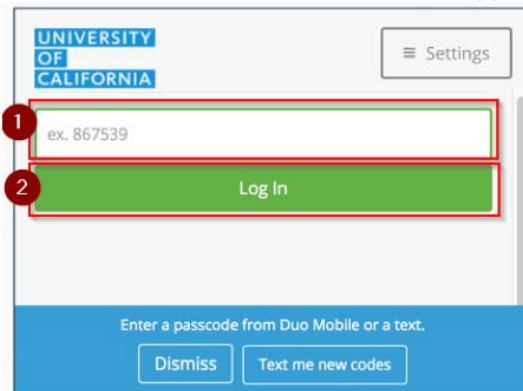 UNIVERSITY
OF
CALIFORNIA
≡ Settings
1
ex. 867539
2
Log In
Enter a passcode from Duo Mobile or a text.
Dismiss
Text me new codes